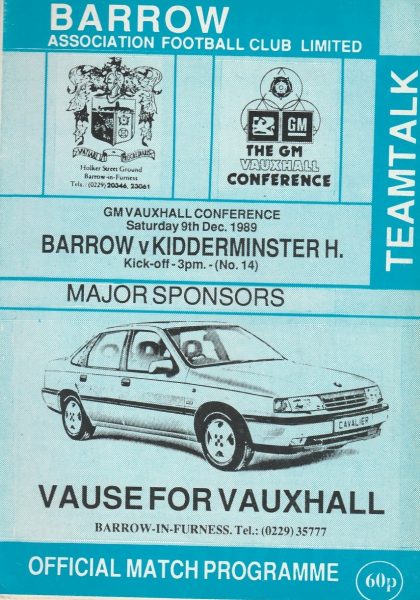 BARROW
ASSOCIATION FOOTBALL CLUB LIMITED
TEAMTALK
Holker Street Ground
Barrow-in-Furness
Tels.: (0229) 20346, 23061
GM
THE GM
VAUXHALL
CONFERENCE
GM VAUXHALL CONFERENCE
Saturday 9th Dec. 1989
BARROW v KIDDERMINSTER H.
Kick-off - 3pm. - (No. 14)
MAJOR SPONSORS
CAVALIER
VAUSE FOR VAUXHALL
BARROW-IN-FURNESS. Tel.: (0229) 35777
OFFICIAL MATCH PROGRAMME
60p